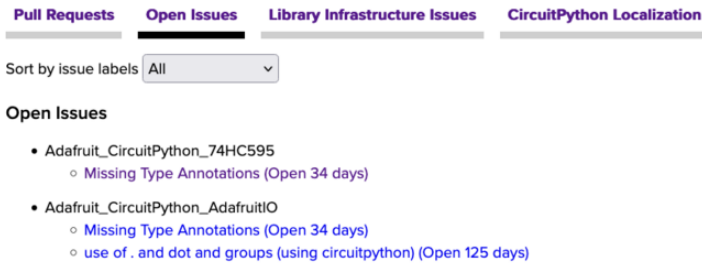 Pull Requests Open Issues Library Infrastructure Issues CircuitPython Localization
Sort by issue labels All
Open Issues
Adafruit_CircuitPython_74HC595
Missing Type Annotations (Open 34 days)
Adafruit_CircuitPython_AdafruitIO
Missing Type Annotations (Open 34 days)
use of . and dot and groups (using circuitpython) (Open 125 days)